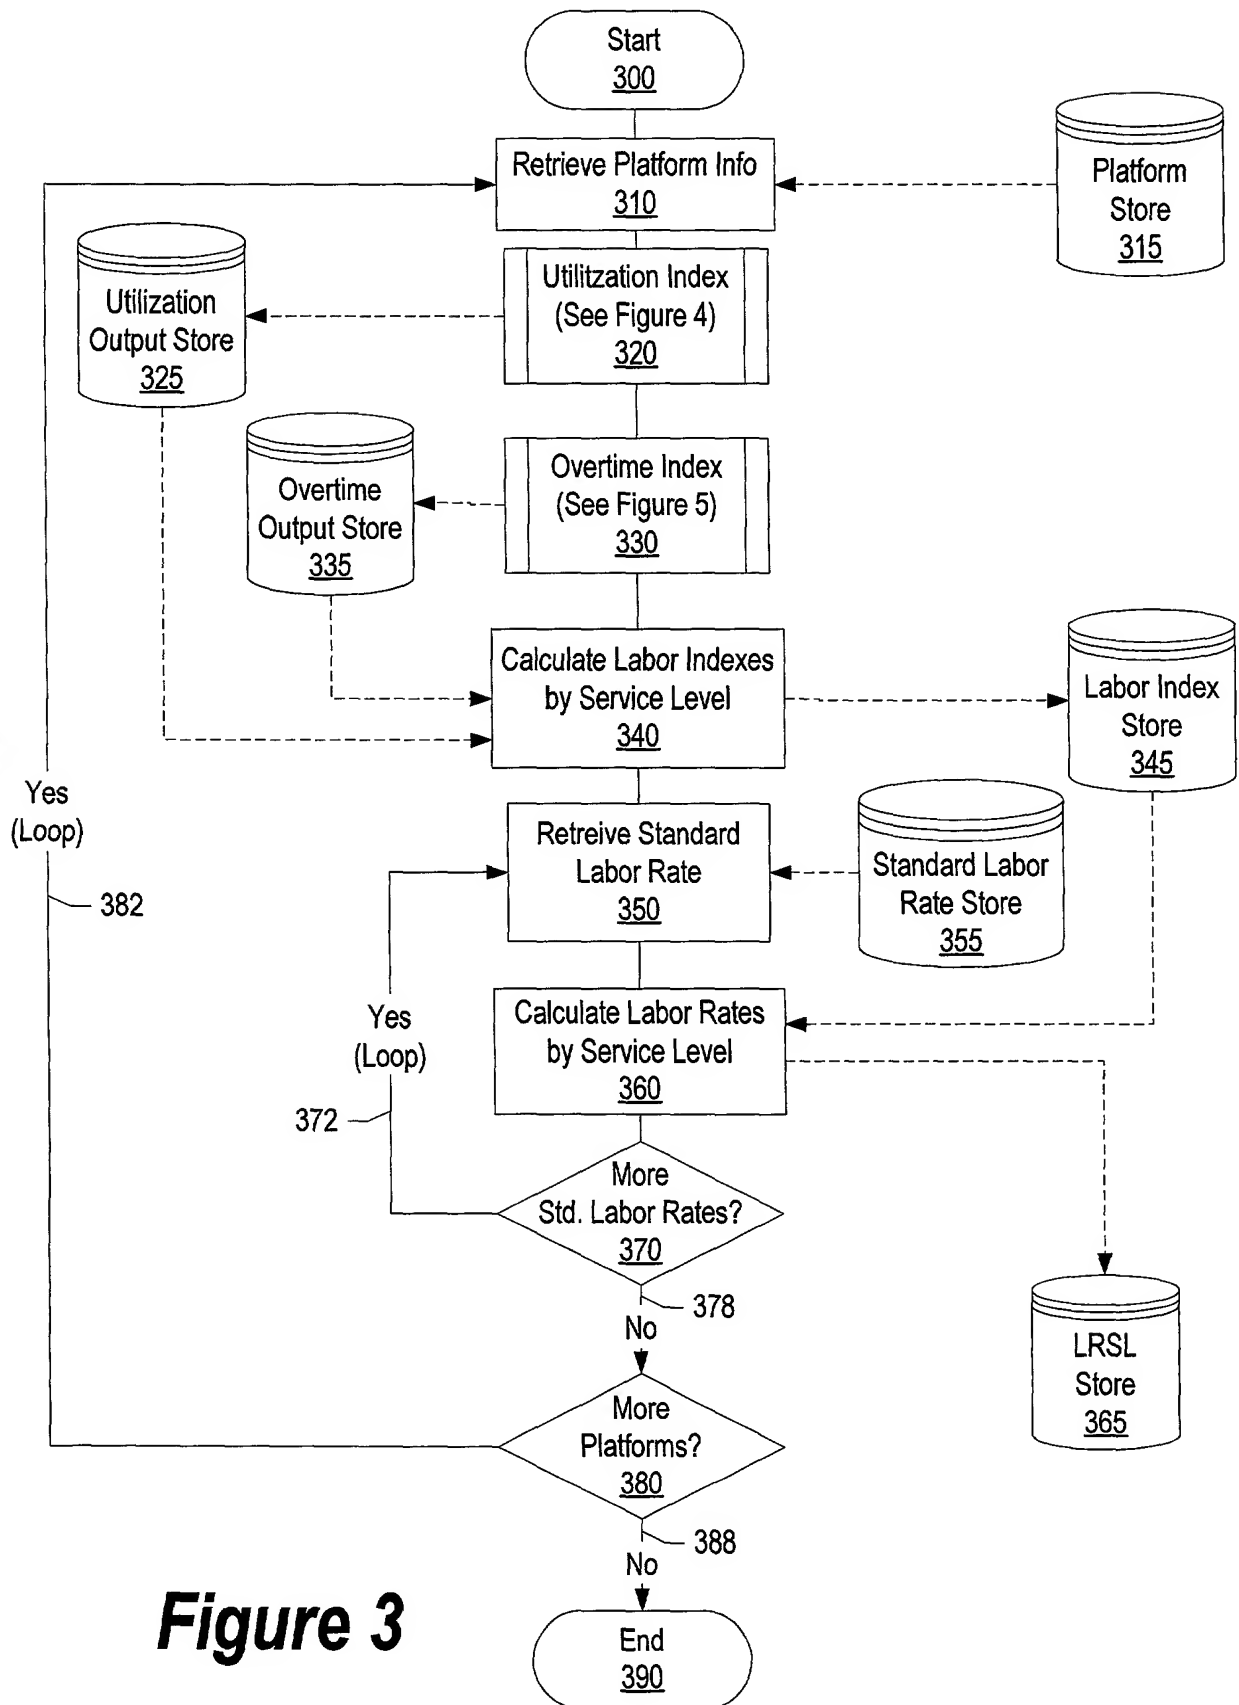 Start
300
Retrieve Platform Info
310
Platform
Store
315
Utilitzation Index
(See Figure 4)
320
Utilization
Output Store
325
Overtime Index
(See Figure 5)
330
Overtime
Output Store
335
Calculate Labor Indexes
by Service Level
340
Labor Index
Store
345
Yes
(Loop)
382
Retreive Standard
Labor Rate
350
Standard Labor
Rate Store
355
Calculate Labor Rates
by Service Level
360
Yes
(Loop)
372
More
Std. Labor Rates?
370
378
No
LRSL
Store
365
More
Platforms?
380
388
No
End
390
Figure 3